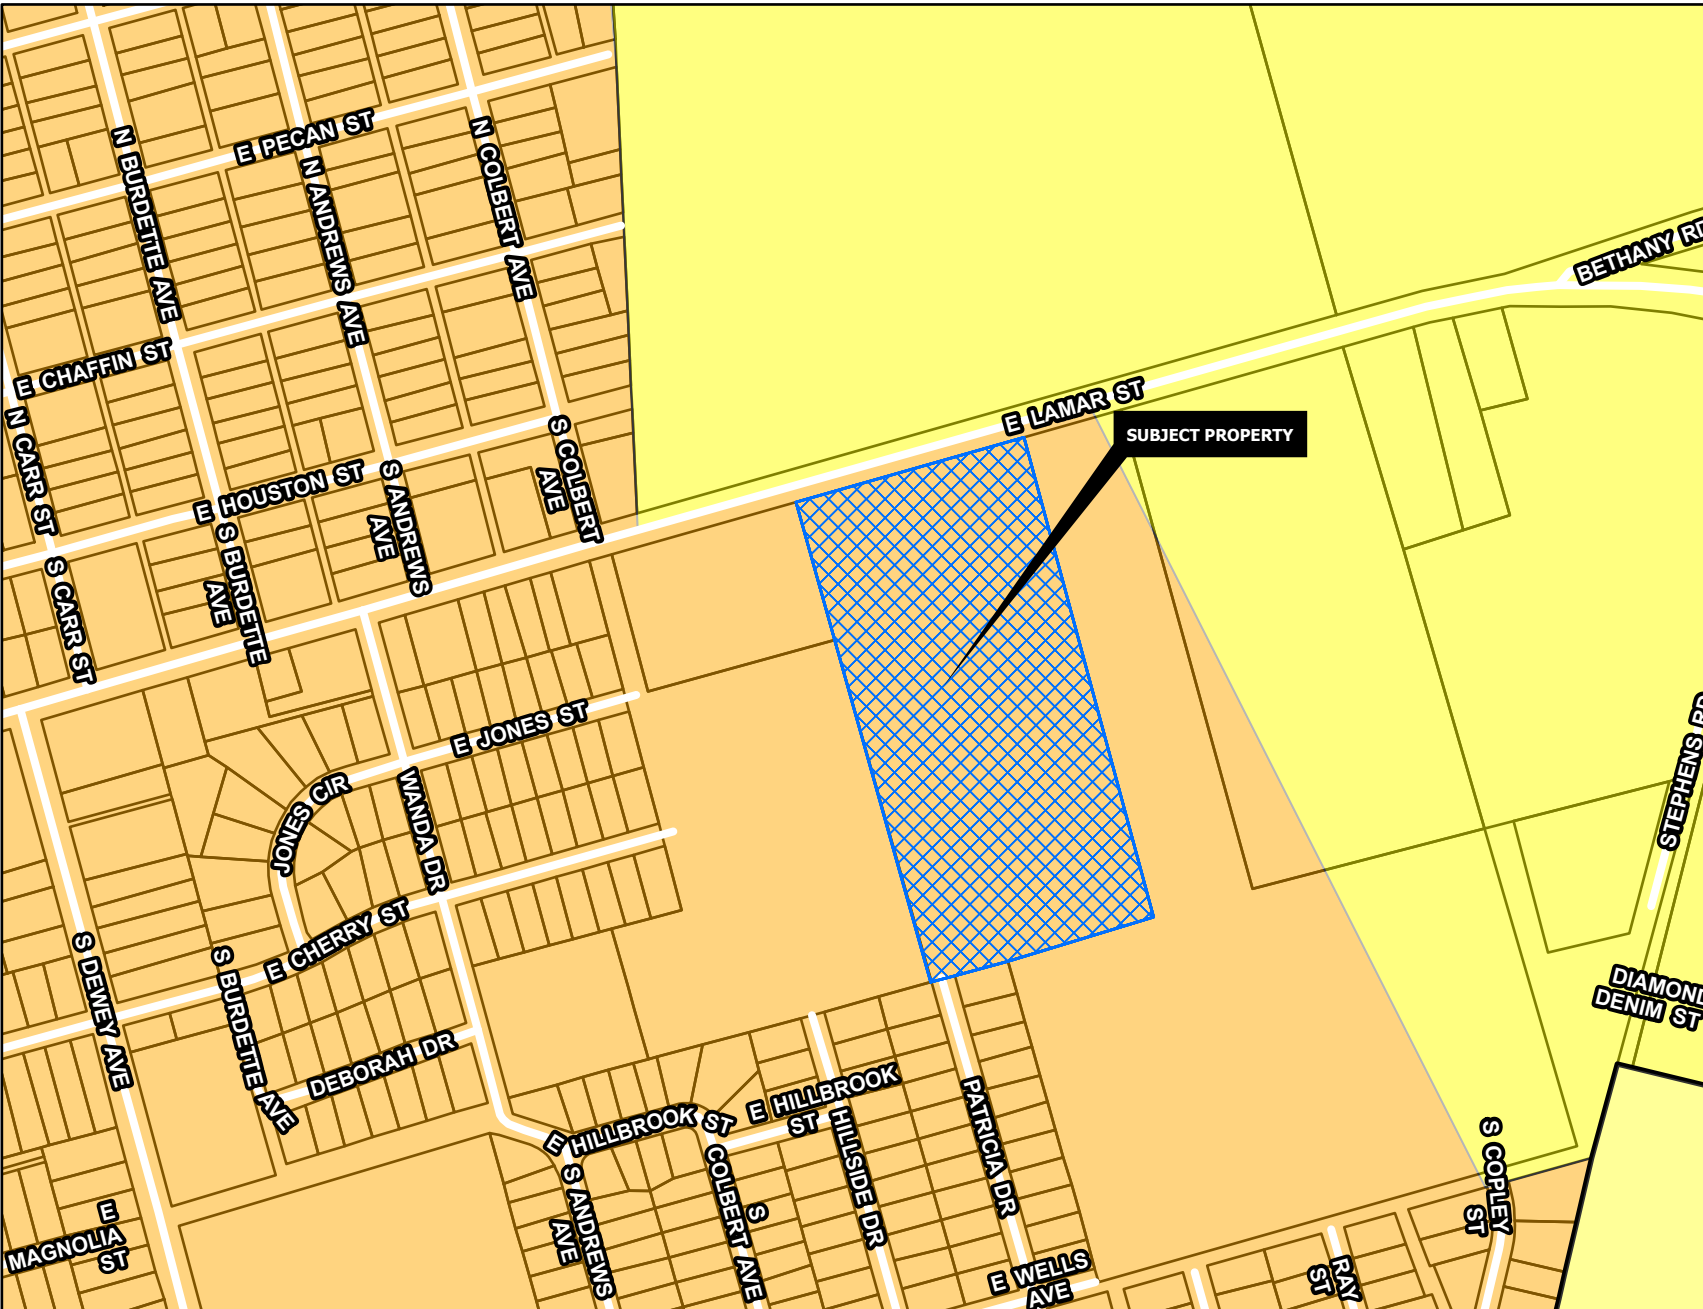 E PECAN ST
N BURDETTE AVE
N ANDREWS AVE
N COLBERT AVE
BETHANY RD
E CHAFFIN ST
N CARR ST
E LAMAR ST
SUBJECT PROPERTY
E HOUSTON ST
S COLBERT
AVE
S ANDREWS
AVE
S BURDETTE
AVE
S CARR ST
E JONES ST
JONES CIR
WANDA DR
STEPHENS RD
E CHERRY ST
S DEWEY AVE
S BURDETTE AVE
DEBORAH DR
DIAMOND
DENIM ST
E HILLBROOK ST
E HILLBROOK
ST
HILLSIDE DR
PATRICIA DR
S COLBERT AVE
S ANDREWS
AVE
S COPLEY
ST
E
MAGNOLIA
ST
E WELLS
AVE
RAY
ST